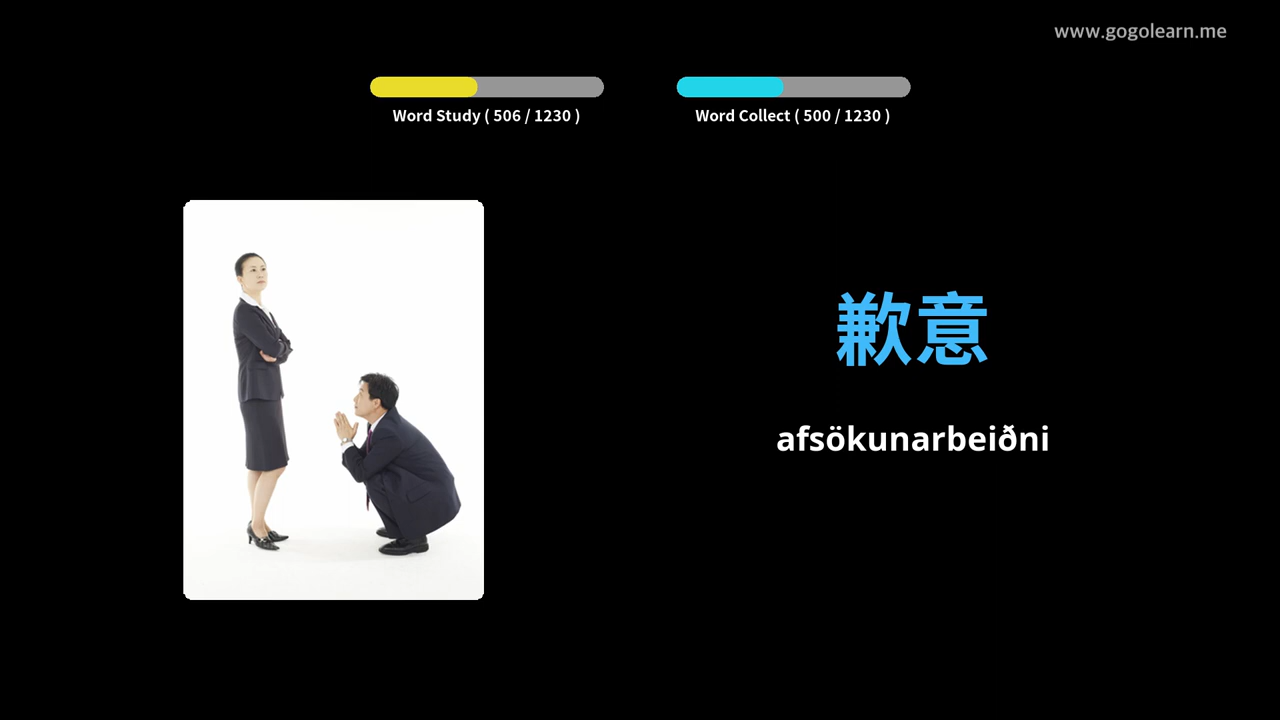 www.gogolearn.me
Word Study ( 506 / 1230 )
Word Collect ( 500 / 1230 )
歉意
afsökunarbeiðni